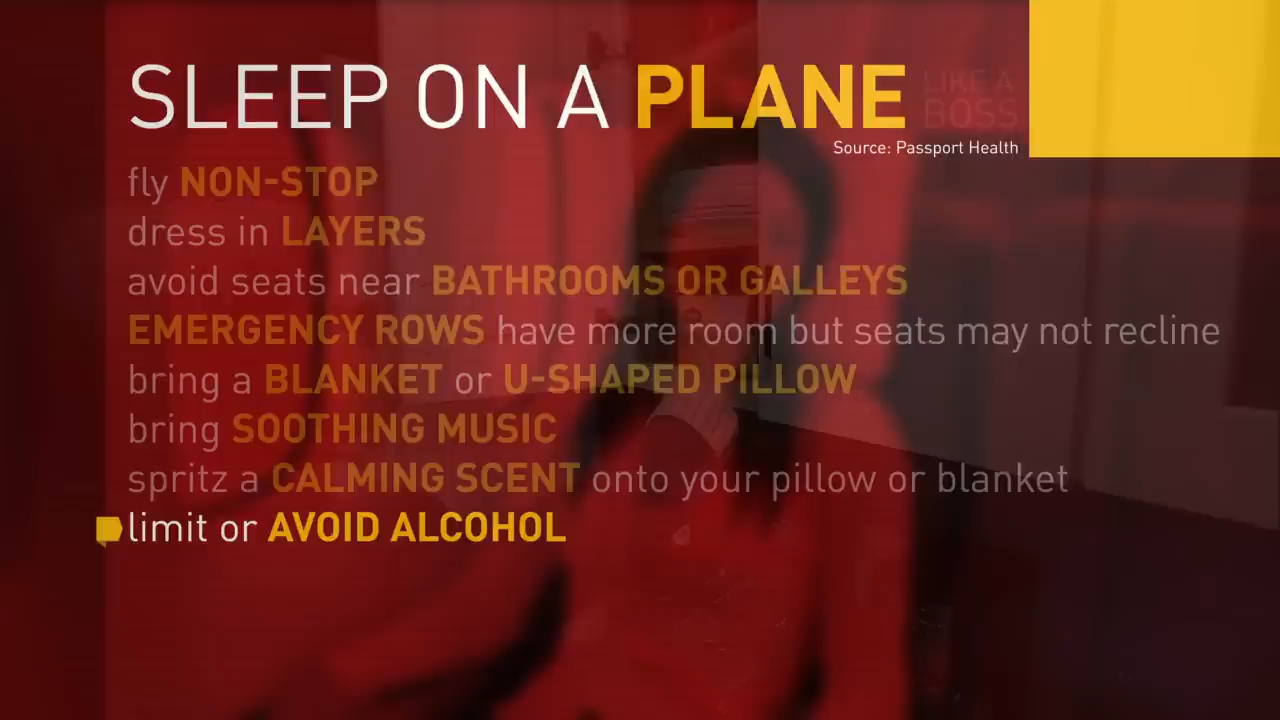 SLEEP ON A PLANE LIKE A BOSS
Source: Passport Health
fly NON-STOP
dress in LAYERS
avoid seats near BATHROOMS OR GALLEYS
EMERGENCY ROWS have more room but seats may not recline
bring a BLANKET or U-SHAPED PILLOW
bring SOOTHING MUSIC
spritz a CALMING SCENT onto your pillow or blanket
limit or AVOID ALCOHOL